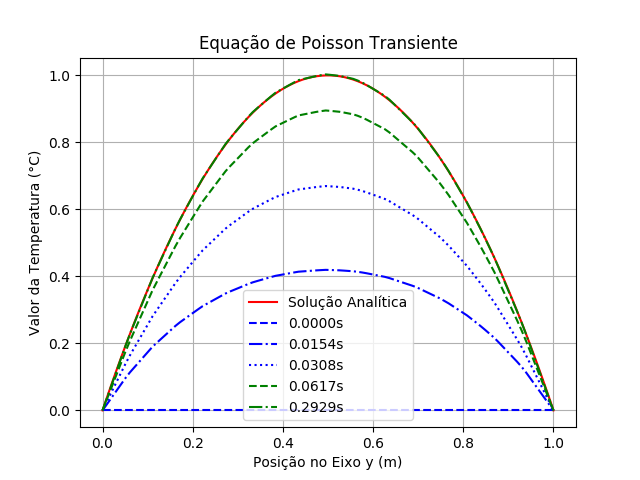 Equação de Poisson Transiente
Valor da Temperatura (°C)
1.0
0.8
0.6
0.4
0.2
0.0
Solução Analítica
0.0000s
0.0154s
0.0308s
0.0617s
0.2929s
0.0 0.2 0.4 0.6 0.8 1.0
Posição no Eixo y (m)